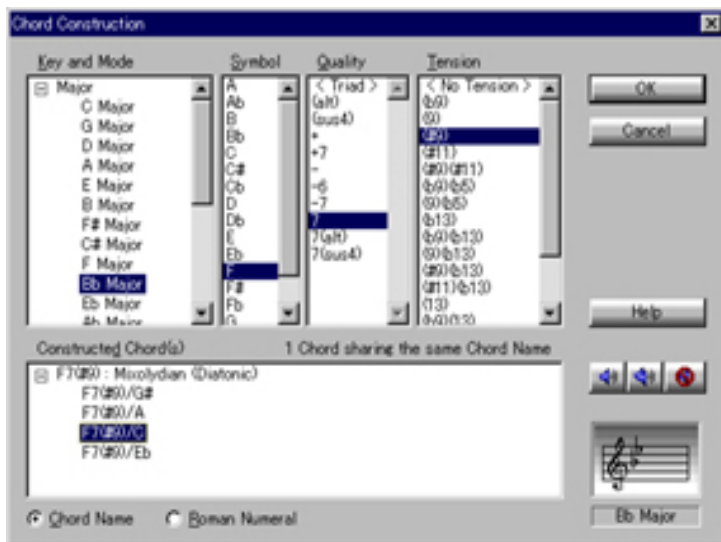 Chord Construction
Key and Mode
Major
C Major
G Major
D Major
A Major
E Major
B Major
F# Major
C# Major
F Major
Bb Major
Eb Major
Ab Major
Symbol
A
Ab
B
Bb
C
C#
Cb
D
Db
E
Eb
F
F#
Fb
G
Quality
< Triad >
(alt)
(sus4)
+
+7
-
-6
-7
7
7(alt)
7(sus4)
Tension
< No Tension >
(b9)
(9)
(#9)
(#11)
(#9)(#11)
(b9)(b5)
(9)(b5)
(b13)
(b9)(b13)
(9)(b13)
(#9)(b13)
(#11)(b13)
(13)
(b9)(13)
OK
Cancel
Help
Constructed Chord(s)
1 Chord sharing the same Chord Name
F7(#9) : Mixolydian (Diatonic)
F7(#9)/G#
F7(#9)/A
F7(#9)/C
F7(#9)/Eb
Chord Name
Roman Numeral
Bb Major